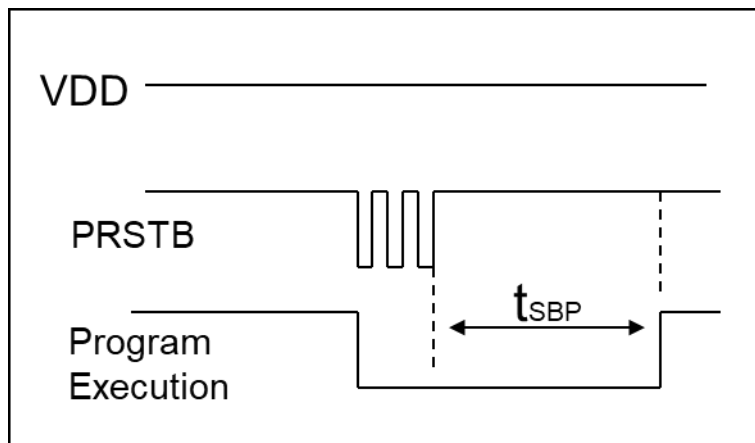 VDD
PRSTB
tSBP
Program
Execution